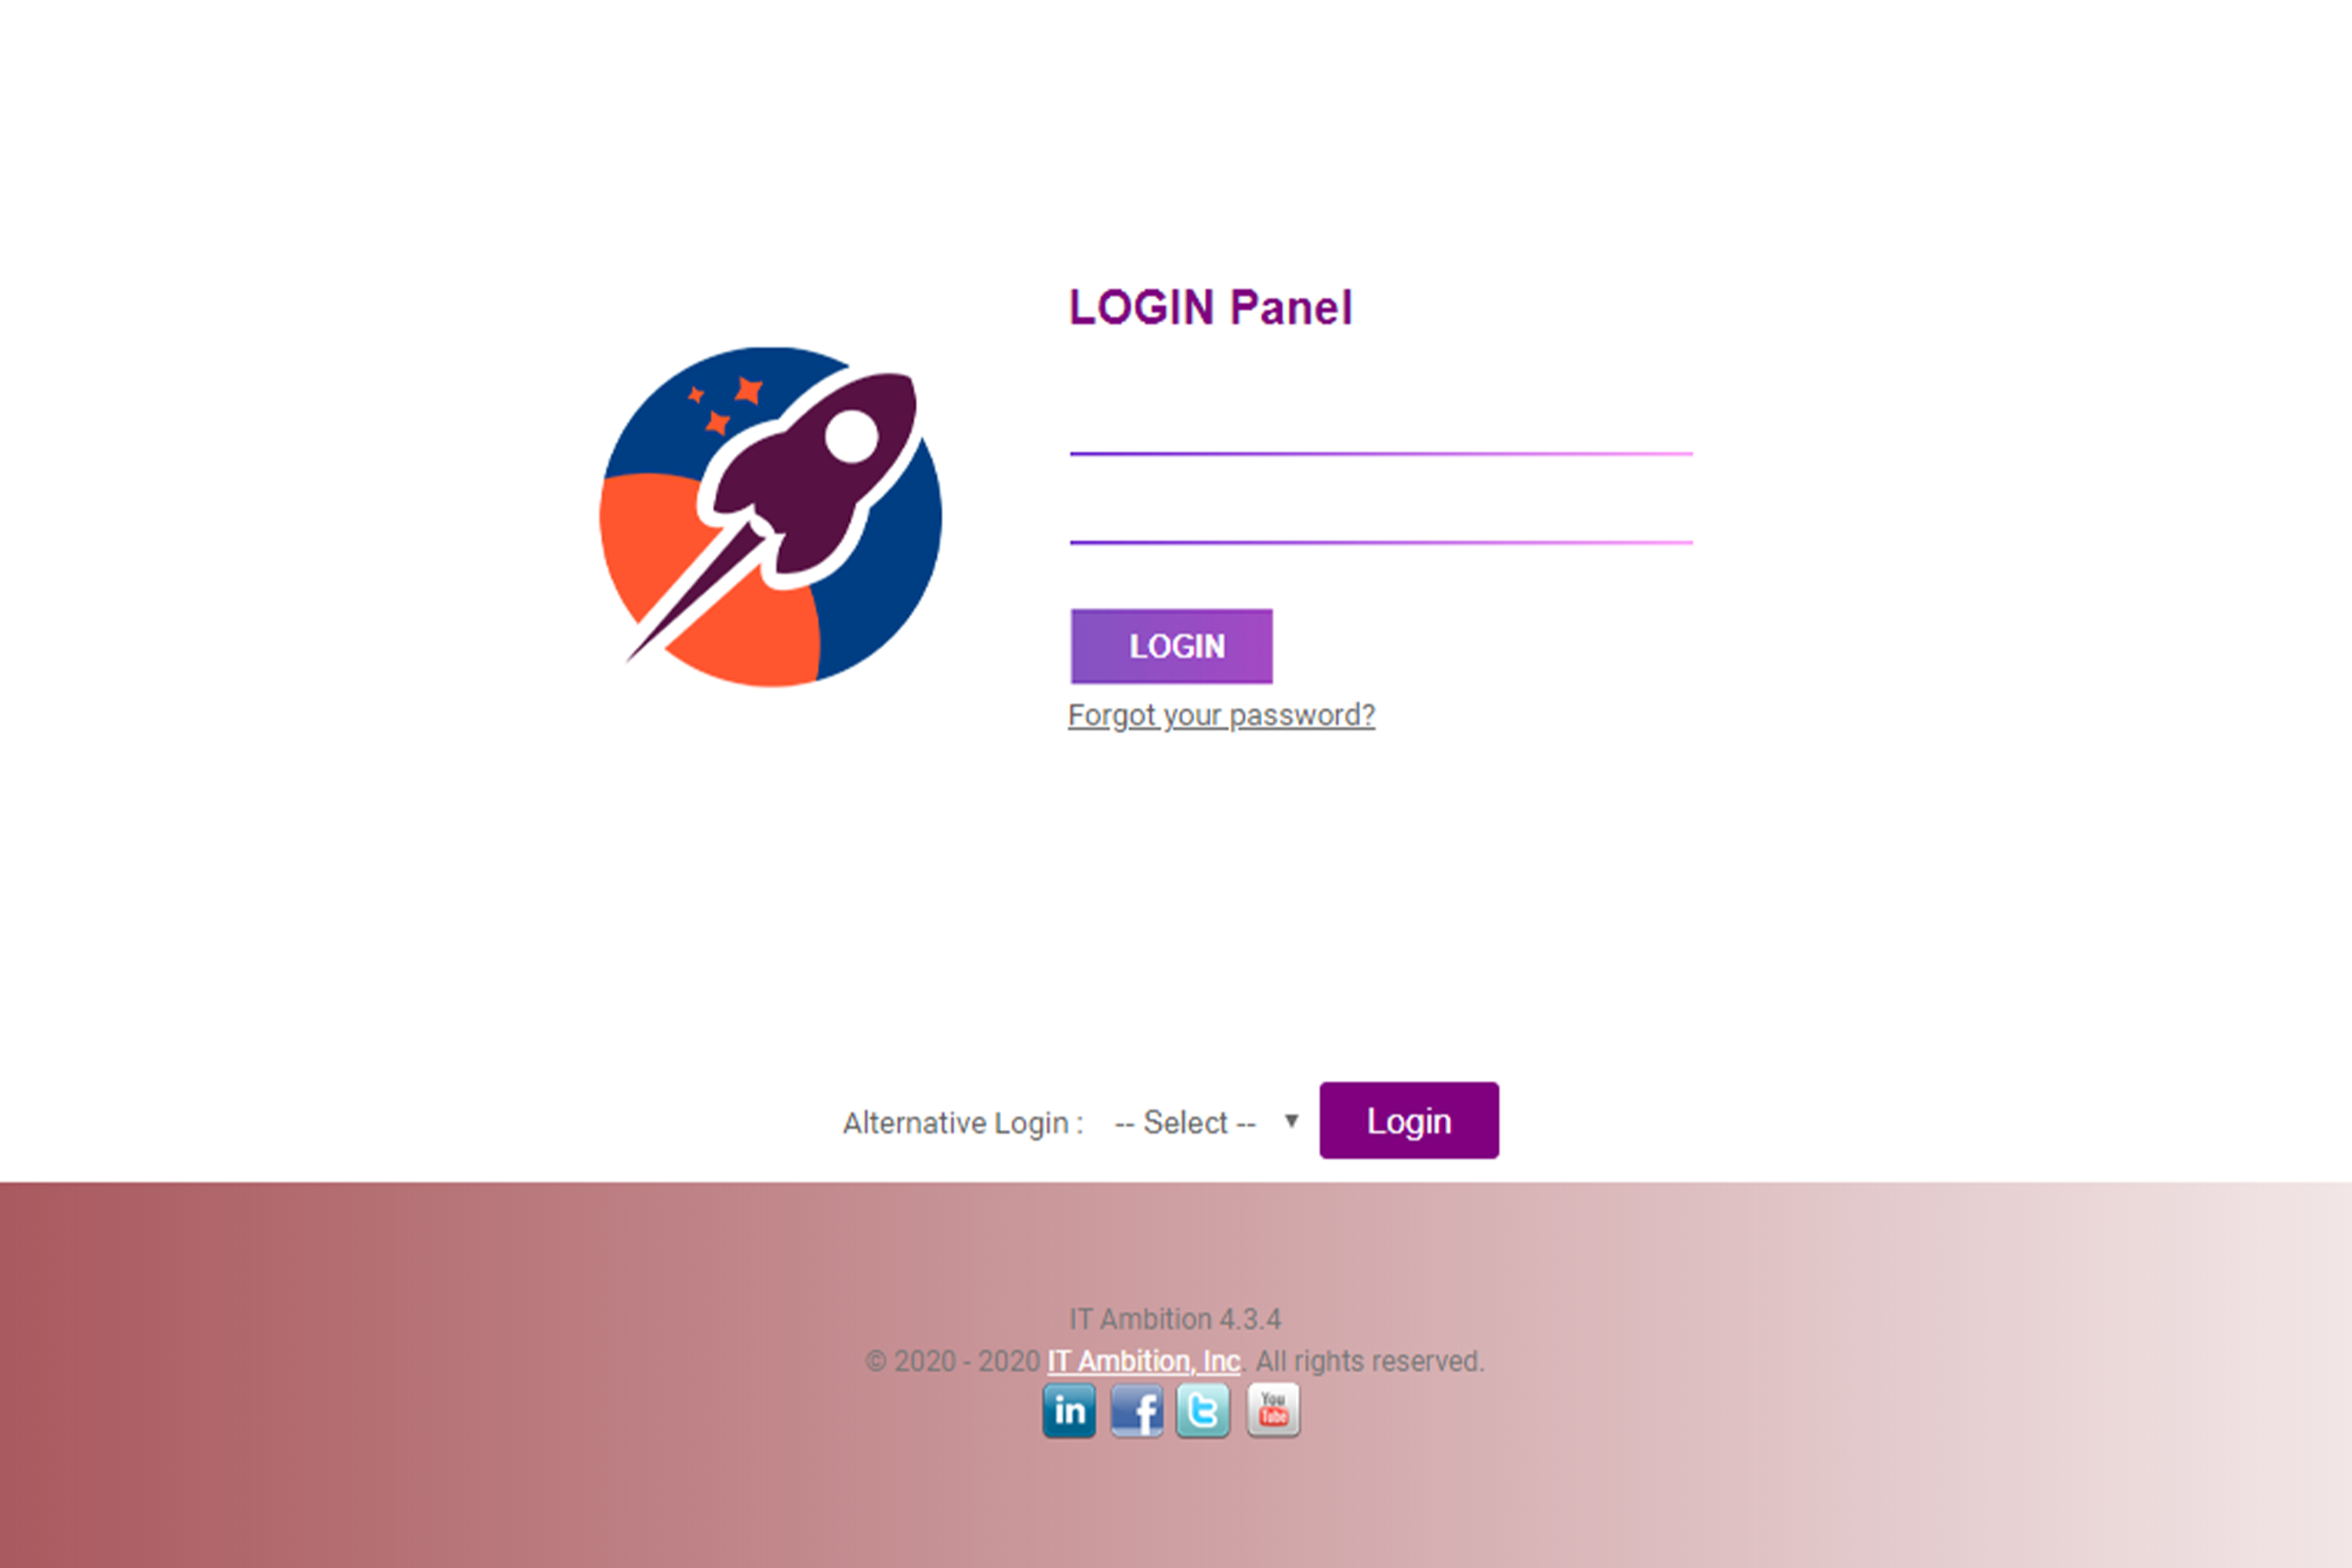 LOGIN Panel
LOGIN
Forgot your password?
Alternative Login : -- Select -- ▼ Login
IT Ambition 4.3.4
© 2020 - 2020 IT Ambition, Inc. All rights reserved.
in f t You Tube